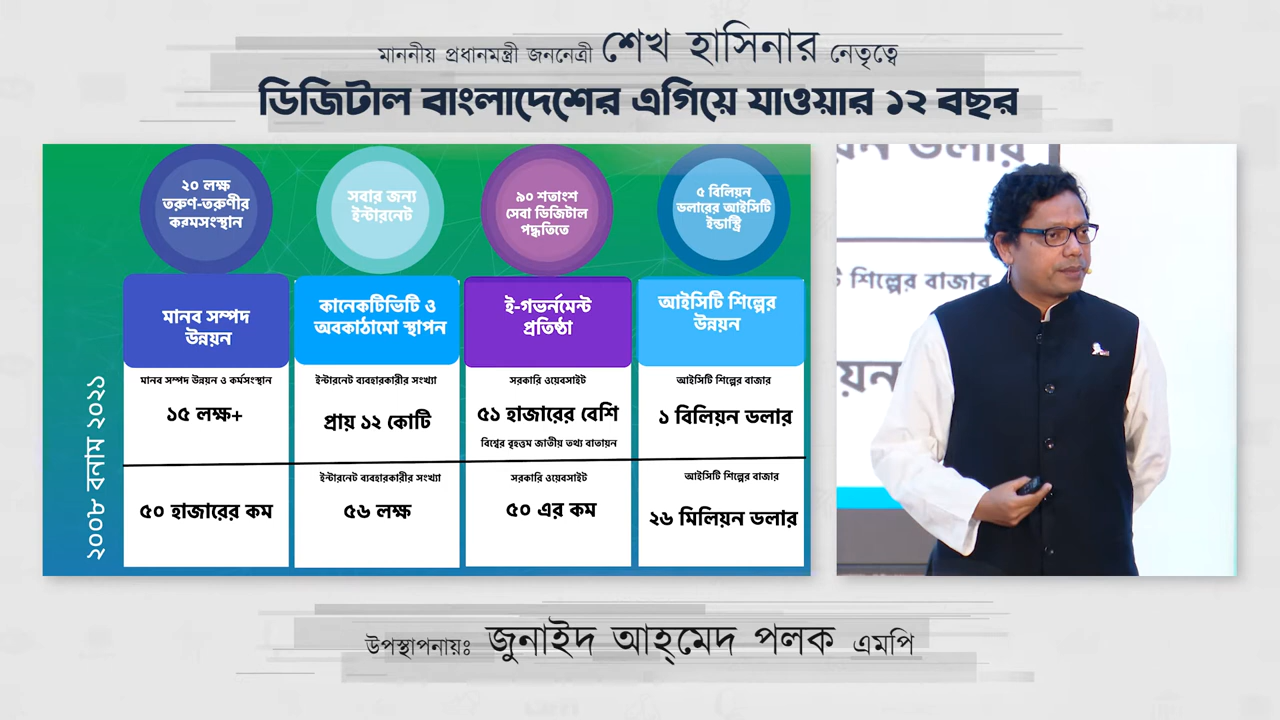 মাননীয় প্রধানমন্ত্রী জননেত্রী শেখ হাসিনার নেতৃত্বে
ডিজিটাল বাংলাদেশের এগিয়ে যাওয়ার ১২ বছর
২০ লক্ষ
তরুণ-তরুণীর
করমসংস্থান
সবার জন্য
ইন্টারনেট
৯০ শতাংশ
সেবা ডিজিটাল
পদ্ধতিতে
৫ বিলিয়ন
ডলারের আইসিটি
ইন্ডাস্ট্রি
মানব সম্পদ
উন্নয়ন
কানেকটিভিটি ও
অবকাঠামো স্থাপন
ই-গভর্নমেন্ট
প্রতিষ্ঠা
আইসিটি শিল্পের
উন্নয়ন
২০০৮ বনাম ২০২১
মানব সম্পদ উন্নয়ন ও কর্মসংস্থান
১৫ লক্ষ+
ইন্টারনেট ব্যবহারকারীর সংখ্যা
প্রায় ১২ কোটি
সরকারি ওয়েবসাইট
৫১ হাজারের বেশি
বিশ্বের বৃহত্তম জাতীয় তথ্য বাতায়ন
আইসিটি শিল্পের বাজার
১ বিলিয়ন ডলার
৫০ হাজারের কম
ইন্টারনেট ব্যবহারকারীর সংখ্যা
৫৬ লক্ষ
সরকারি ওয়েবসাইট
৫০ এর কম
আইসিটি শিল্পের বাজার
২৬ মিলিয়ন ডলার
ডলার
শিল্পের বাজার
উপস্থাপনায়ঃ জুনাইদ আহ্‌মেদ পলক এমপি